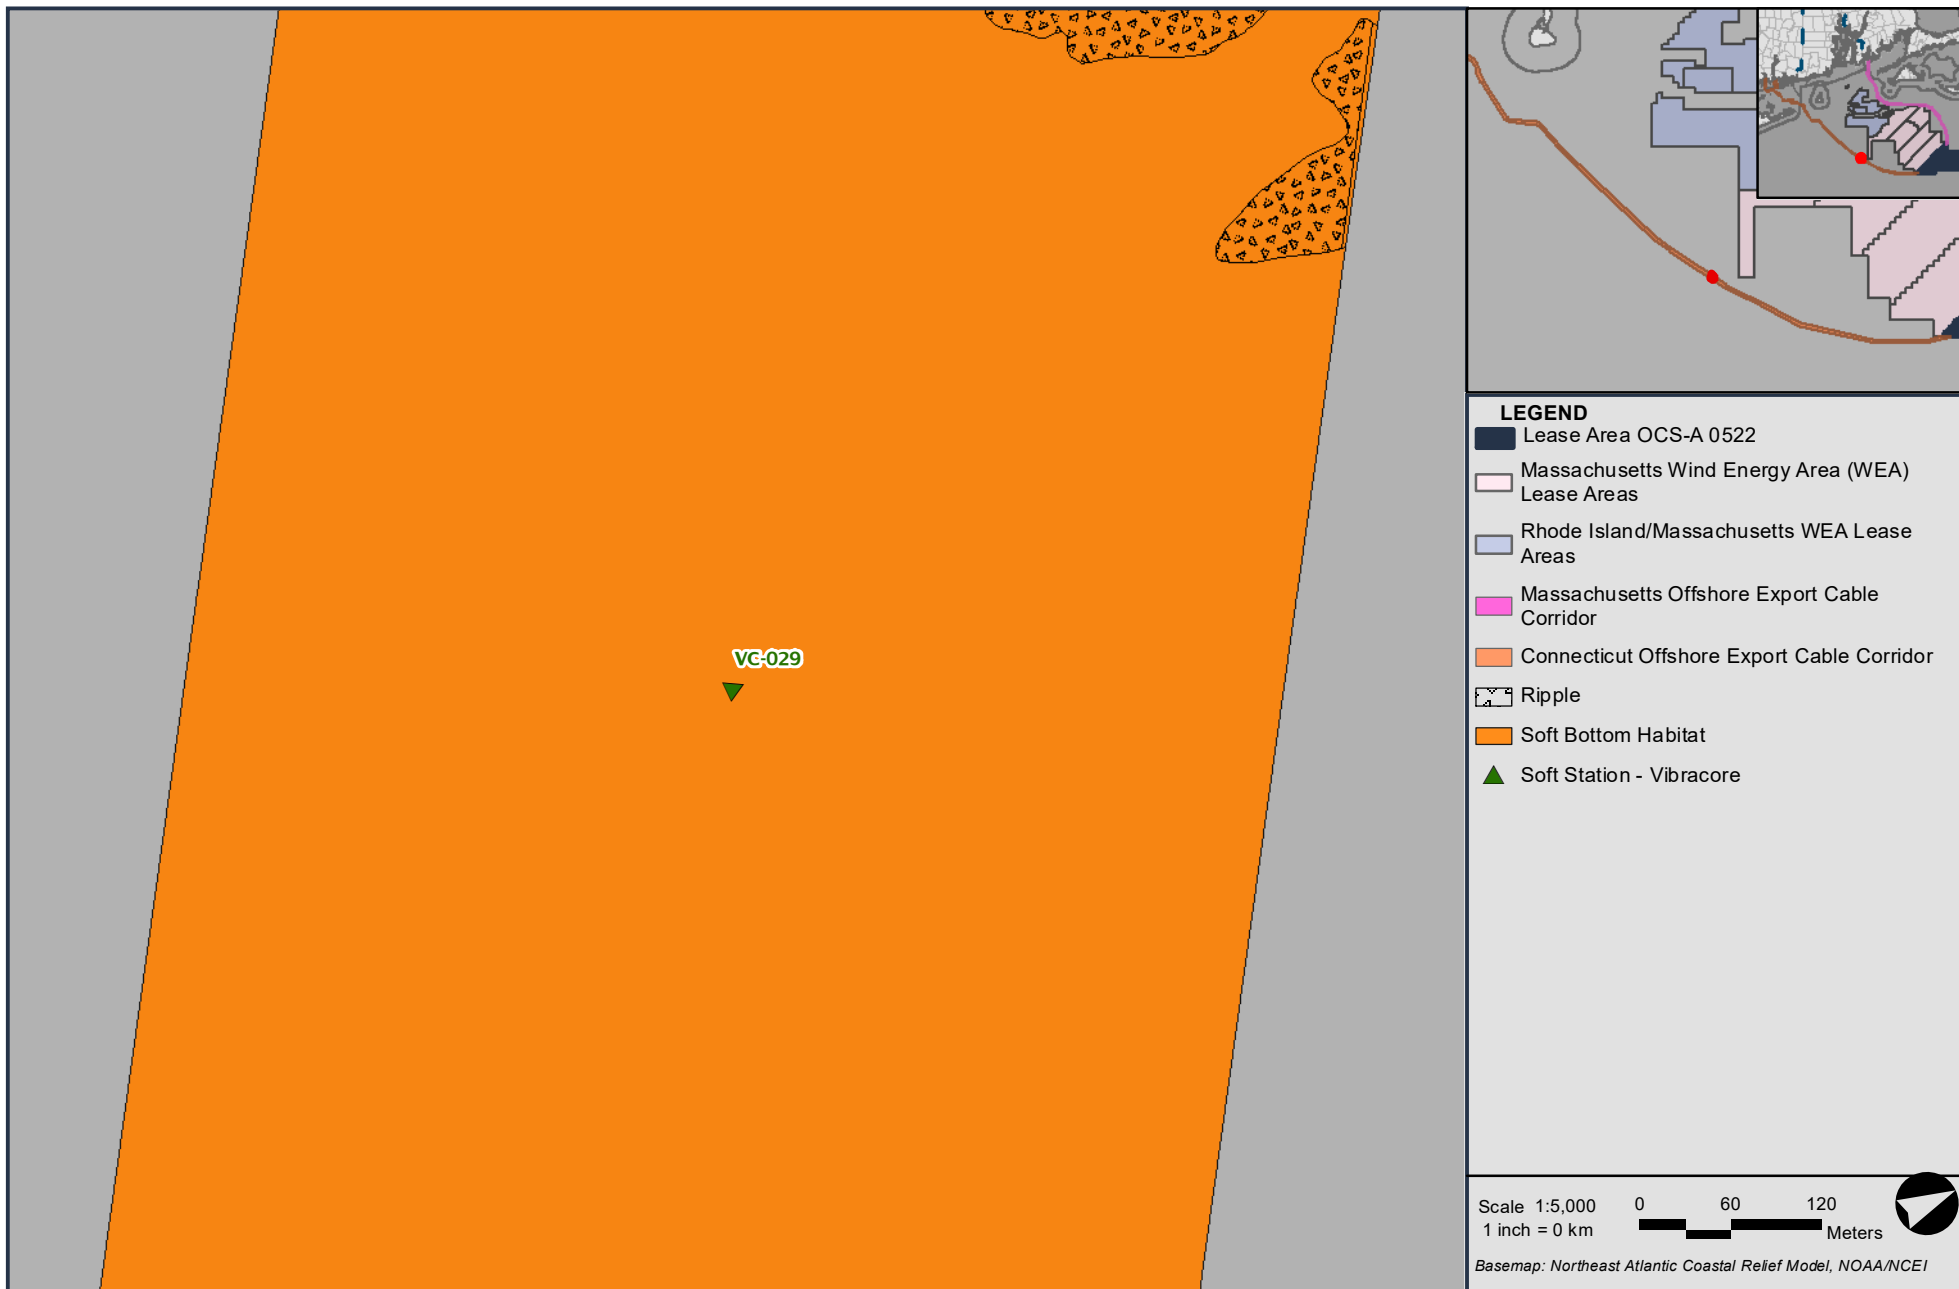 VC-029
LEGEND
Lease Area OCS-A 0522
Massachusetts Wind Energy Area (WEA)
Lease Areas
Rhode Island/Massachusetts WEA Lease
Areas
Massachusetts Offshore Export Cable
Corridor
Connecticut Offshore Export Cable Corridor
Ripple
Soft Bottom Habitat
Soft Station - Vibracore
Scale 1:5,000
1 inch = 0 km
0 60 120
Meters
Basemap: Northeast Atlantic Coastal Relief Model, NOAA/NCEI